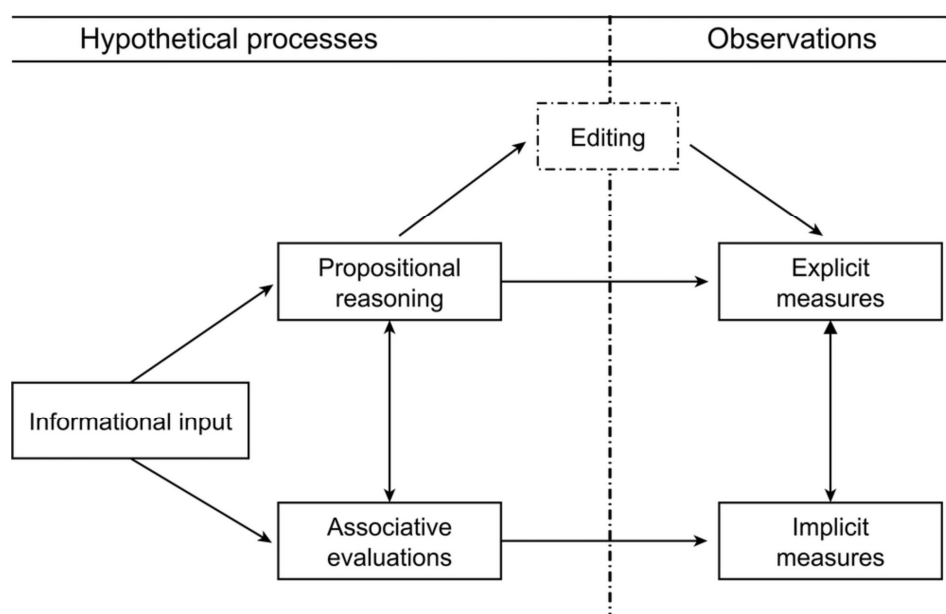 Hypothetical processes
Observations
Editing
Propositional
reasoning
Explicit
measures
Informational input
Associative
evaluations
Implicit
measures